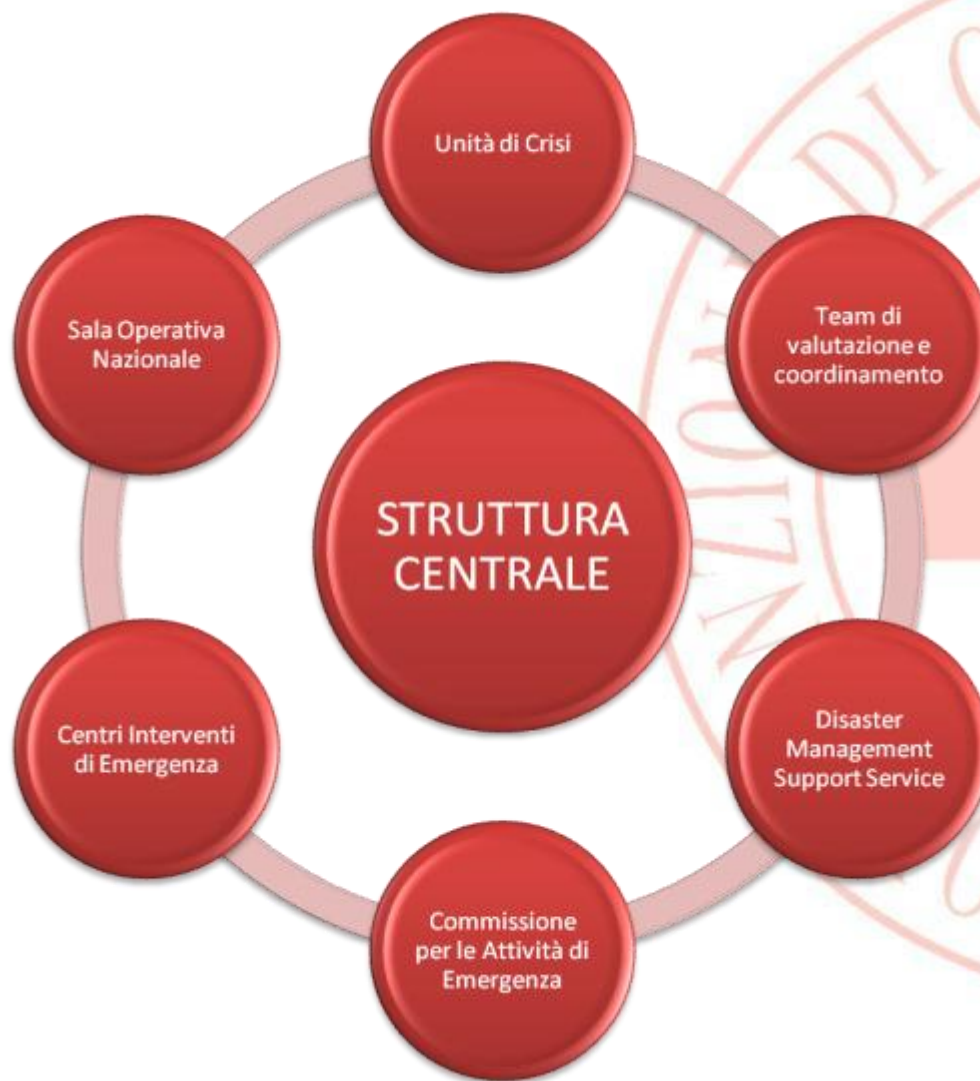 Unità di Crisi
Team di
valutazione e
coordinamento
Disaster
Management
Support Service
Commissione
per le Attività di
Emergenza
Centri Interventi
di Emergenza
Sala Operativa
Nazionale
STRUTTURA
CENTRALE